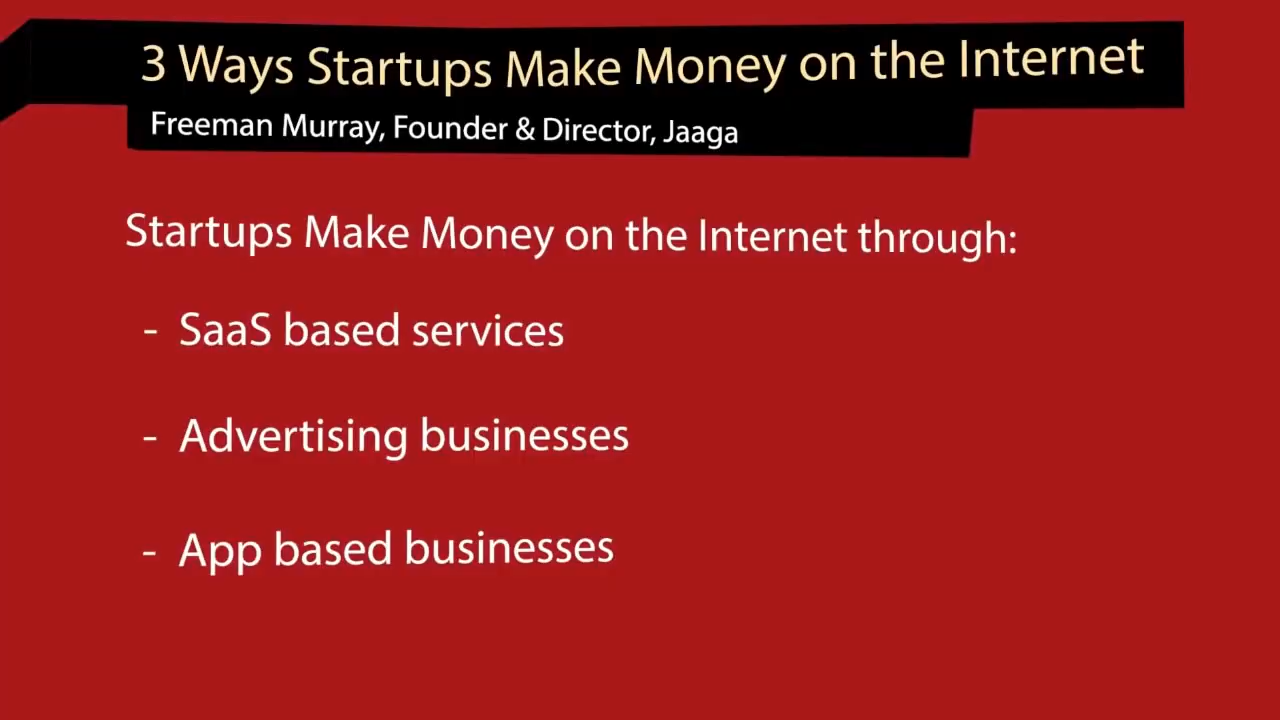 3 Ways Startups Make Money on the Internet
Freeman Murray, Founder & Director, Jaaga
Startups Make Money on the Internet through:
- SaaS based services
- Advertising businesses
- App based businesses